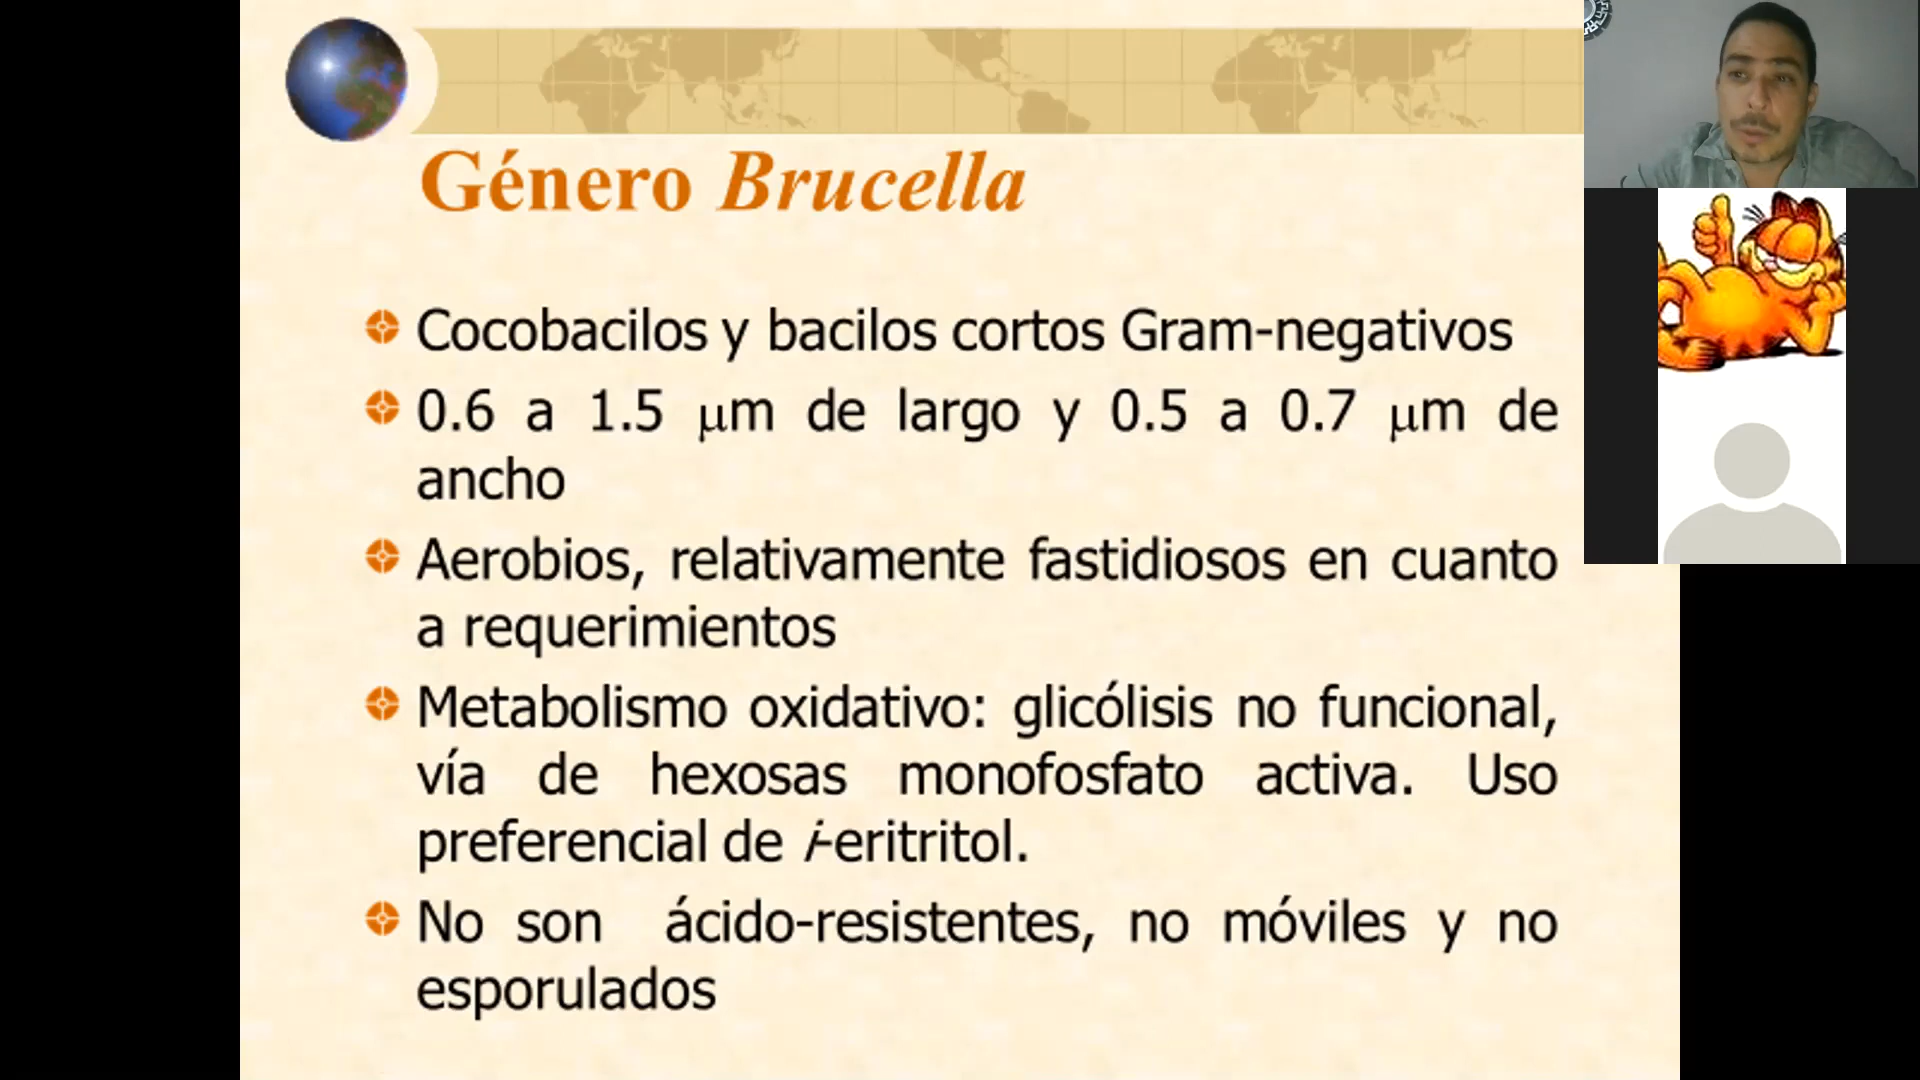 Género Brucella
Cocobacilos y bacilos cortos Gram-negativos
0.6 a 1.5 μm de largo y 0.5 a 0.7 μm de
ancho
Aerobios, relativamente fastidiosos en cuanto
a requerimientos
Metabolismo oxidativo: glicólisis no funcional,
vía de hexosas monofosfato activa. Uso
preferencial de i-eritritol.
No son ácido-resistentes, no móviles y no
esporulados